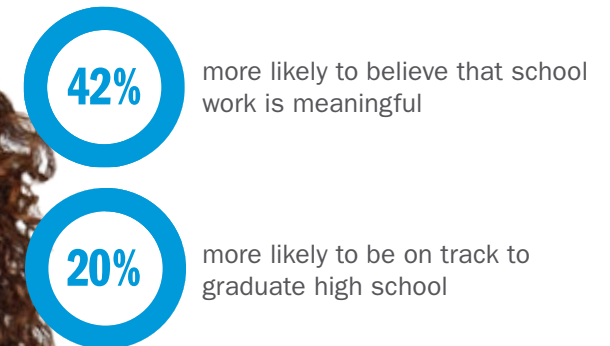 42%
more likely to believe that school
work is meaningful
20%
more likely to be on track to
graduate high school